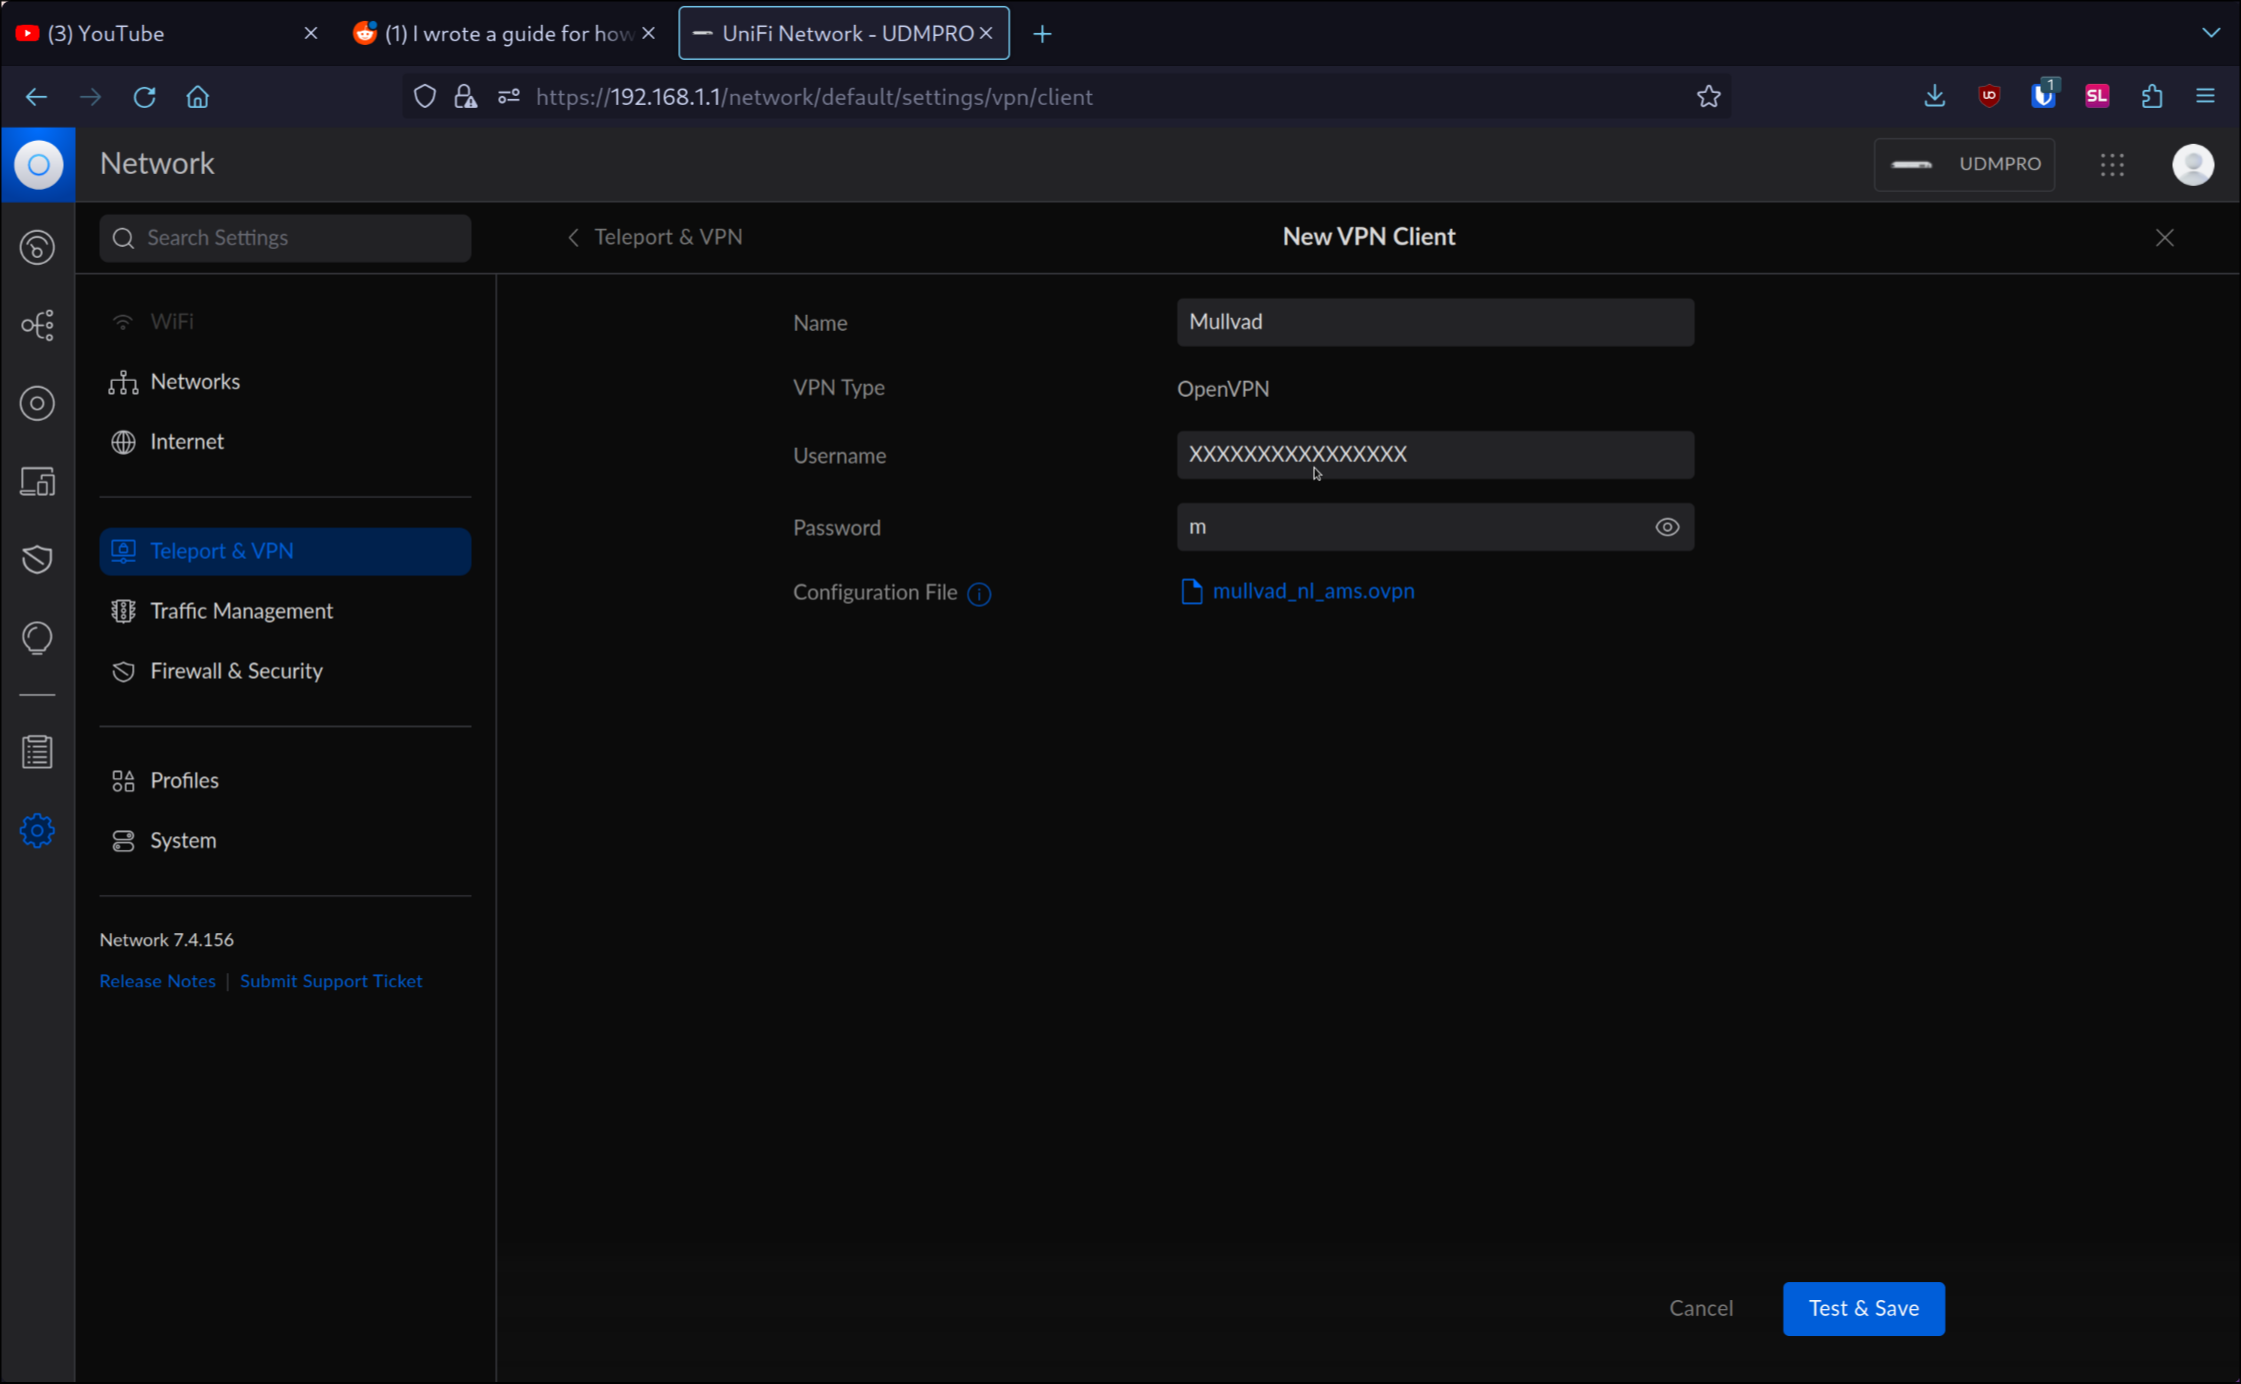 (3) YouTube
(1) I wrote a guide for how
UniFi Network - UDMPRO
https://192.168.1.1/network/default/settings/vpn/client
UD
1
SL
Network
UDMPRO
Search Settings
Teleport & VPN
New VPN Client
WiFi
Networks
Internet
Teleport & VPN
Traffic Management
Firewall & Security
Profiles
System
Network 7.4.156
Release Notes | Submit Support Ticket
Name
Mullvad
VPN Type
OpenVPN
Username
XXXXXXXXXXXXXXXX
Password
m
Configuration File
mullvad_nl_ams.ovpn
Cancel
Test & Save